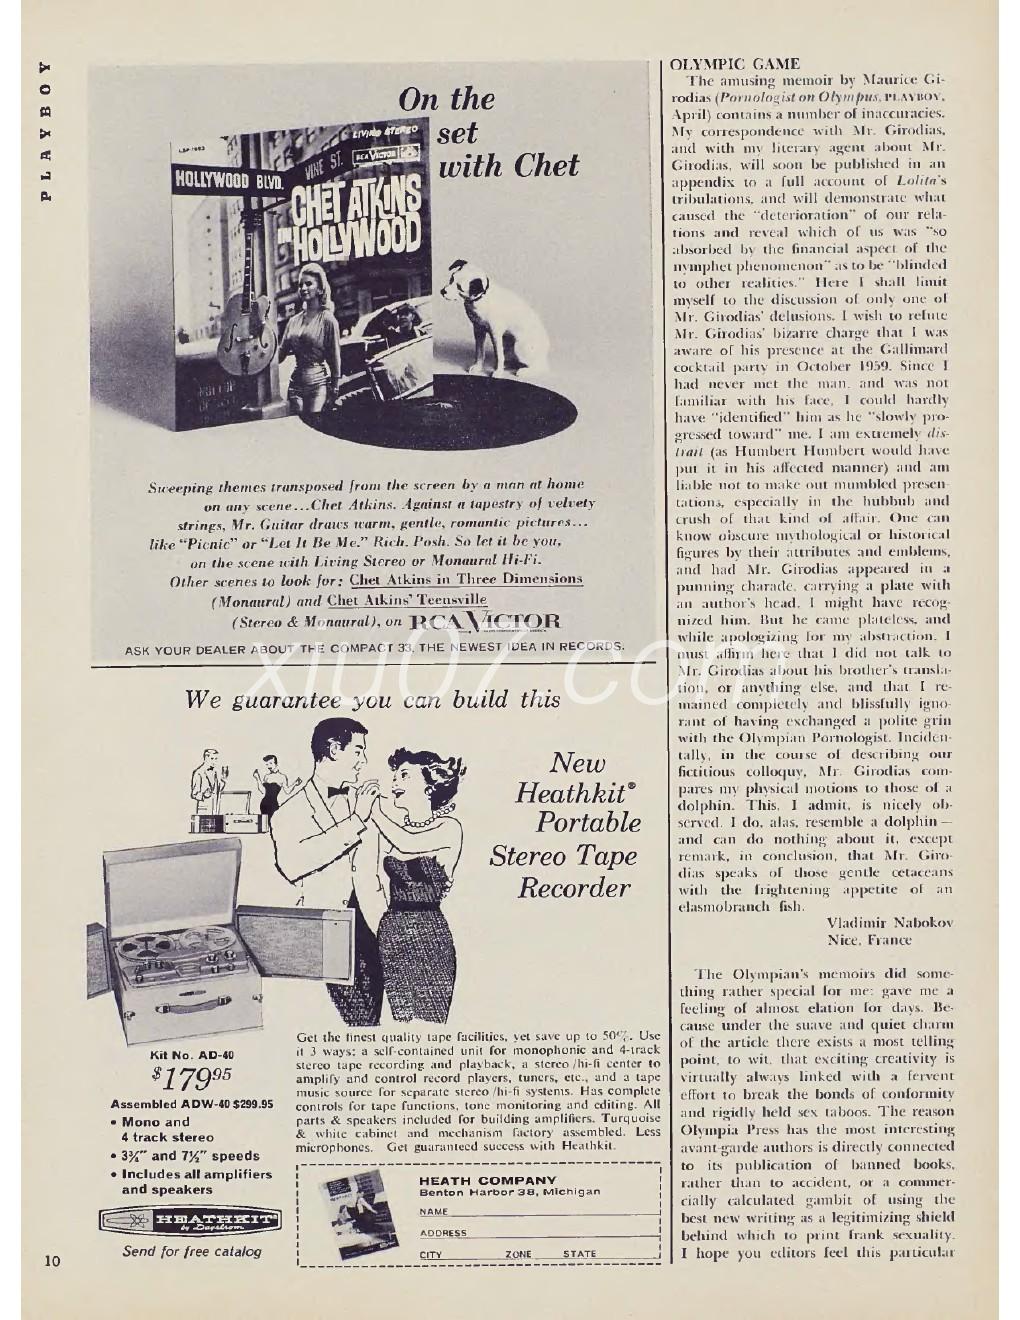 PLAYBOY
On the
set
with Chet
LIVING STEREO
LSP-1993
RCA VICTOR
VINE ST.
HOLLYWOOD BLVD.
CHET ATKINS
IN
HOLLYWOOD
Sweeping themes transposed from the screen by a man at home
on any scene...Chet Atkins. Against a tapestry of velvety
strings, Mr. Guitar draws warm, gentle, romantic pictures...
like “Picnic” or “Let It Be Me.” Rich. Posh. So let it be you,
on the scene with Living Stereo or Monaural Hi-Fi.
Other scenes to look for: Chet Atkins in Three Dimensions
(Monaural) and Chet Atkins’ Teensville
(Stereo & Monaural), on RCA VICTOR
ASK YOUR DEALER ABOUT THE COMPACT 33, THE NEWEST IDEA IN RECORDS.
xiu07.com
We guarantee you can build this
New
Heathkit®
Portable
Stereo Tape
Recorder
Kit No. AD-40
$179⁹⁵
Assembled ADW-40 $299.95
• Mono and
4 track stereo
• 3¾” and 7½” speeds
• Includes all amplifiers
and speakers
HEATHKIT
by Daystrom
Send for free catalog
Get the finest quality tape facilities, yet save up to 50%. Use
it 3 ways: a self-contained unit for monophonic and 4-track
stereo tape recording and playback, a stereo/hi-fi center to
amplify and control record players, tuners, etc., and a tape
music source for separate stereo/hi-fi systems. Has complete
controls for tape functions, tone monitoring and editing. All
parts & speakers included for building amplifiers. Turquoise
& white cabinet and mechanism factory assembled. Less
microphones. Get guaranteed success with Heathkit.
HEATH COMPANY
Benton Harbor 38, Michigan
NAME
ADDRESS
CITY ZONE STATE
10
OLYMPIC GAME
The amusing memoir by Maurice Gi-
rodias (Pornologist on Olympus, PLAYBOY,
April) contains a number of inaccuracies.
My correspondence with Mr. Girodias,
and with my literary agent about Mr.
Girodias, will soon be published in an
appendix to a full account of Lolita's
tribulations, and will demonstrate what
caused the “deterioration” of our rela-
tions and reveal which of us was “so
absorbed by the financial aspect of the
nymphet phenomenon” as to be “blinded
to other realities.” Here I shall limit
myself to the discussion of only one of
Mr. Girodias' delusions. I wish to refute
Mr. Girodias' bizarre charge that I was
aware of his presence at the Gallimard
cocktail party in October 1959. Since I
had never met the man, and was not
familiar with his face, I could hardly
have “identified” him as he “slowly pro-
gressed toward” me. I am extremely dis-
trait (as Humbert Humbert would have
put it in his affected manner) and am
liable not to make out mumbled presen-
tations, especially in the hubbub and
crush of that kind of affair. One can
know obscure mythological or historical
figures by their attributes and emblems,
and had Mr. Girodias appeared in a
punning charade, carrying a plate with
an author's head, I might have recog-
nized him. But he came plateless, and
while apologizing for my abstraction, I
must affirm here that I did not talk to
Mr. Girodias about his brother's transla-
tion, or anything else, and that I re-
mained completely and blissfully igno-
rant of having exchanged a polite grin
with the Olympian Pornologist. Inciden-
tally, in the course of describing our
fictitious colloquy, Mr. Girodias com-
pares my physical motions to those of a
dolphin. This, I admit, is nicely ob-
served. I do, alas, resemble a dolphin —
and can do nothing about it, except
remark, in conclusion, that Mr. Giro-
dias speaks of those gentle cetaceans
with the frightening appetite of an
elasmobranch fish.
Vladimir Nabokov
Nice, France
The Olympian's memoirs did some-
thing rather special for me: gave me a
feeling of almost elation for days. Be-
cause under the suave and quiet charm
of the article there exists a most telling
point, to wit, that exciting creativity is
virtually always linked with a fervent
effort to break the bonds of conformity
and rigidly held sex taboos. The reason
Olympia Press has the most interesting
avant-garde authors is directly connected
to its publication of banned books,
rather than to accident, or a commer-
cially calculated gambit of using the
best new writing as a legitimizing shield
behind which to print frank sexuality.
I hope you editors feel this particular